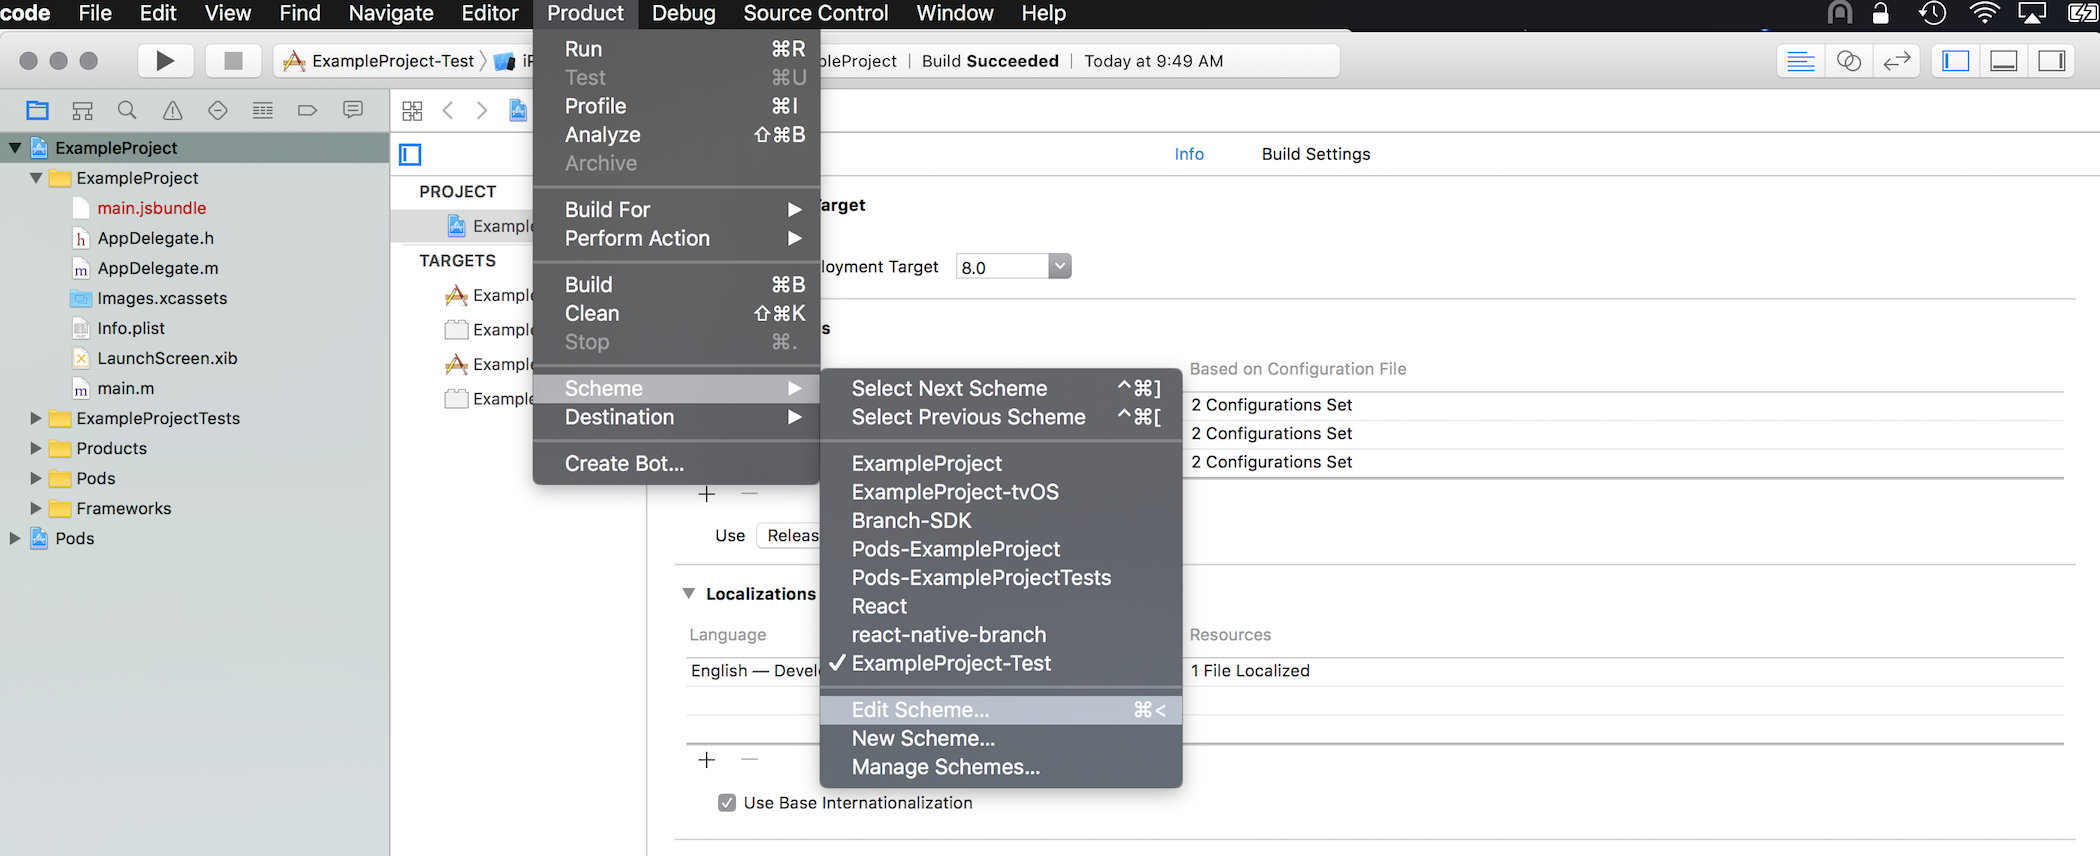 code File Edit View Find Navigate Editor Product Debug Source Control Window Help
ExampleProject-Test
Build Succeeded
Today at 9:49 AM
Run ⌘R
Test ⌘U
Profile ⌘I
Analyze ⇧⌘B
Archive
Build For
Perform Action
Build ⌘B
Clean ⇧⌘K
Stop ⌘.
Scheme
Destination
Create Bot...
Select Next Scheme ^⌘]
Select Previous Scheme ^⌘[
ExampleProject
ExampleProject-tvOS
Branch-SDK
Pods-ExampleProject
Pods-ExampleProjectTests
React
react-native-branch
✓ ExampleProject-Test
Edit Scheme... ⌘<
New Scheme...
Manage Schemes...
ExampleProject
ExampleProject
main.jsbundle
AppDelegate.h
AppDelegate.m
Images.xcassets
Info.plist
LaunchScreen.xib
main.m
ExampleProjectTests
Products
Pods
Frameworks
Pods
PROJECT
Example
TARGETS
Example
Example
Example
Example
Info Build Settings
arget
loyment Target 8.0
s
Based on Configuration File
2 Configurations Set
2 Configurations Set
2 Configurations Set
Use Releas
Localizations
Language Resources
English — Devel 1 File Localized
Use Base Internationalization